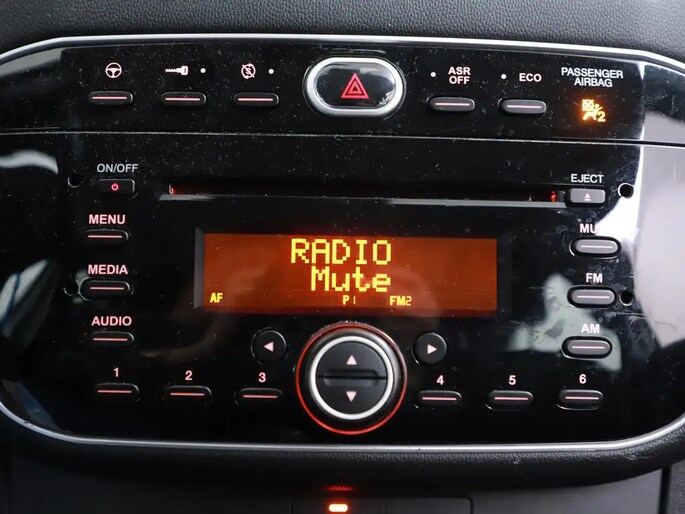 ASR
OFF
ECO
PASSENGER
AIRBAG
2
ON/OFF
EJECT
MENU
MEDIA
AUDIO
RADIO
Mute
AF P1 FM2
FM
AM
1 2 3 4 5 6